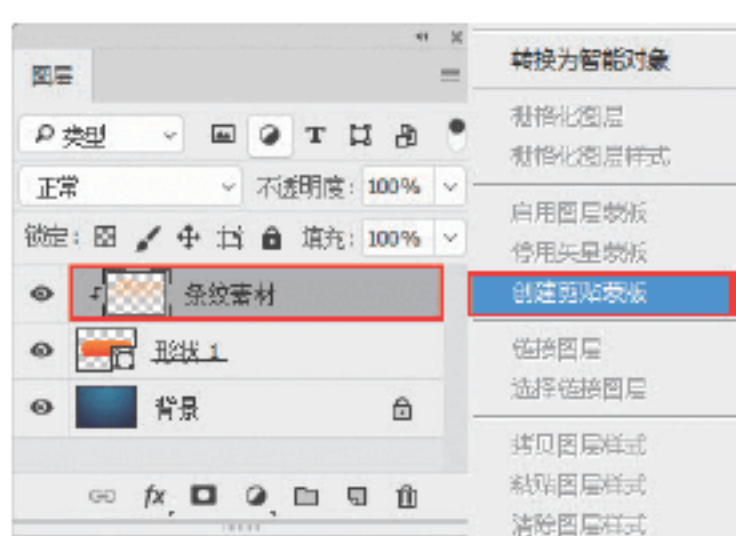 图层
类型
正常
不透明度: 100%
锁定:
填充: 100%
条纹素材
形状 1
背景
fx
转换为智能对象
栅格化图层
栅格化图层样式
启用图层蒙版
停用矢量蒙版
创建剪贴蒙版
链接图层
选择链接图层
拷贝图层样式
粘贴图层样式
清除图层样式